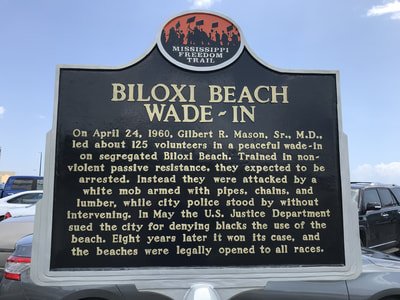 MISSISSIPPI
FREEDOM
TRAIL
BILOXI BEACH
WADE-IN
On April 24, 1960, Gilbert R. Mason, Sr., M.D.,
led about 125 volunteers in a peaceful wade-in
on segregated Biloxi Beach. Trained in non-
violent passive resistance, they expected to be
arrested. Instead they were attacked by a
white mob armed with pipes, chains, and
lumber, while city police stood by without
intervening. In May the U.S. Justice Department
sued the city for denying blacks the use of the
beach. Eight years later it won its case, and
the beaches were legally opened to all races.